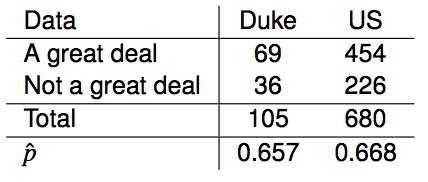 Data Duke US
A great deal 69 454
Not a great deal 36 226
Total 105 680
p̂ 0.657 0.668